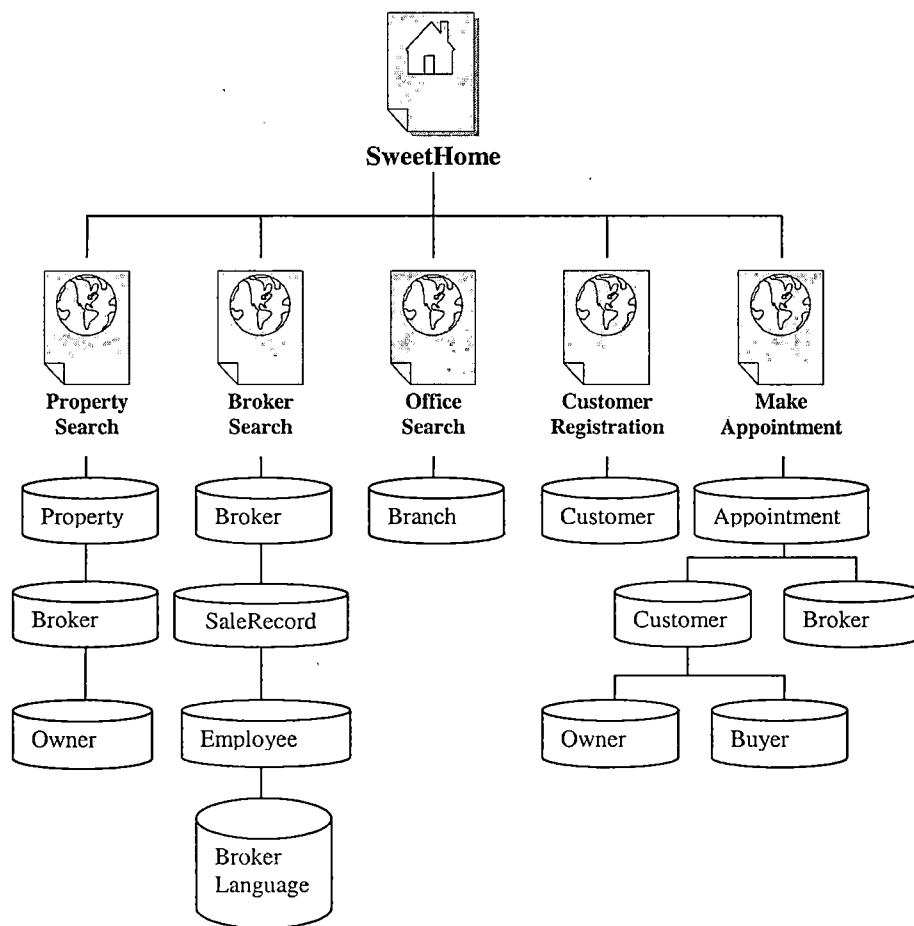 SweetHome
Property
Search
Broker
Search
Office
Search
Customer
Registration
Make
Appointment
Property
Broker
Branch
Customer
Appointment
Broker
SaleRecord
Customer
Broker
Owner
Employee
Owner
Buyer
Broker
Language